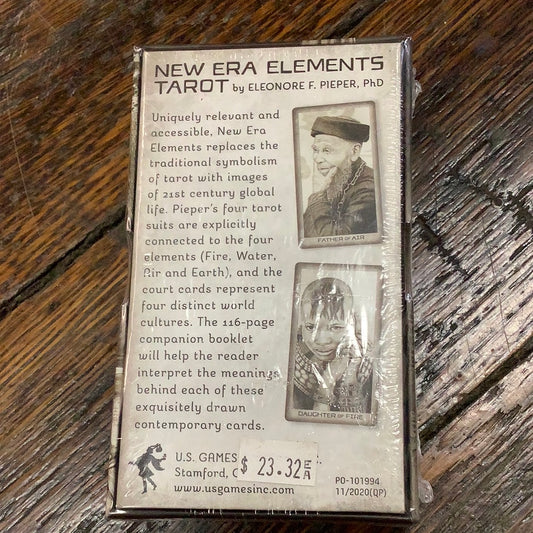 NEW ERA ELEMENTS
TAROT by ELEONORE F. PIEPER, PhD
Uniquely relevant and
accessible, New Era
Elements replaces the
traditional symbolism
of tarot with images
of 21st century global
life. Pieper's four tarot
suits are explicitly
connected to the four
elements (Fire, Water,
Air and Earth), and the
court cards represent
four distinct world
cultures. The 116-page
companion booklet
will help the reader
interpret the meanings
behind each of these
exquisitely drawn
contemporary cards.
FATHER OF AIR
DAUGHTER OF FIRE
U.S. GAMES
Stamford, C
$ 23.32 EA
www.usgamesinc.com
PO-101994
11/2020(QP)